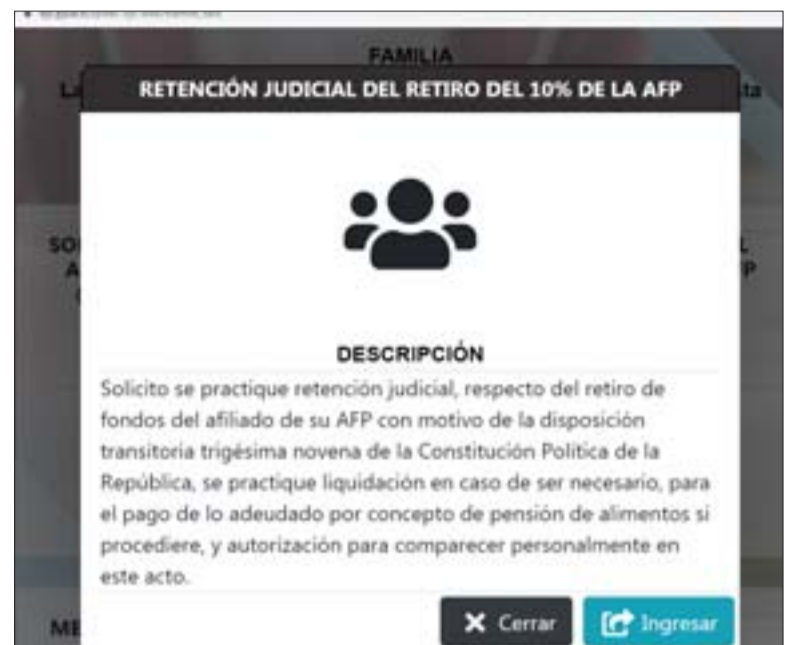 FAMILIA
RETENCIÓN JUDICIAL DEL RETIRO DEL 10% DE LA AFP
DESCRIPCIÓN
Solicito se practique retención judicial, respecto del retiro de
fondos del afiliado de su AFP con motivo de la disposición
transitoria trigésima novena de la Constitución Política de la
República, se practique liquidación en caso de ser necesario, para
el pago de lo adeudado por concepto de pensión de alimentos si
procediere, y autorización para comparecer personalmente en
este acto.
Cerrar
Ingresar